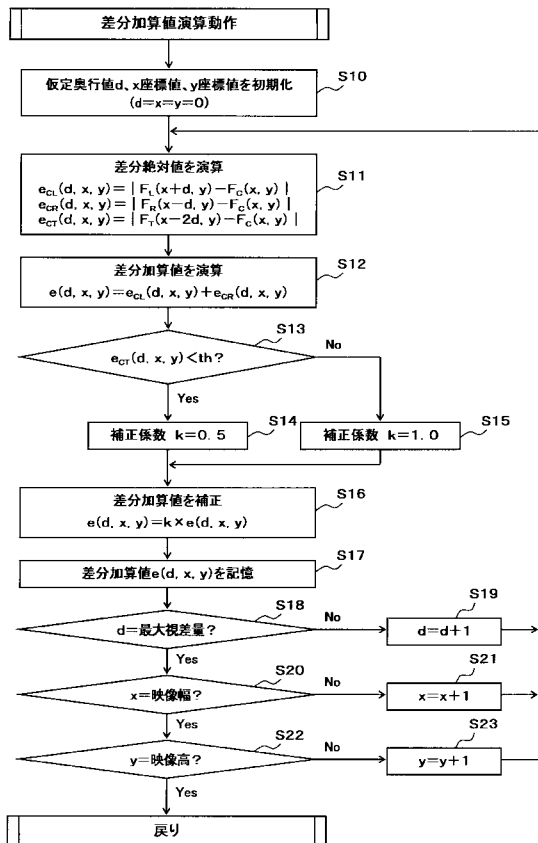 差分加算値演算動作
S10
仮定奥行値d、x座標値、y座標値を初期化
(d=x=y=0)
S11
差分絶対値を演算
e_CL(d, x, y)=|F_L(x+d, y)−F_C(x, y)|
e_CR(d, x, y)=|F_R(x−d, y)−F_C(x, y)|
e_CT(d, x, y)=|F_T(x−2d, y)−F_C(x, y)|
S12
差分加算値を演算
e(d, x, y)=e_CL(d, x, y)+e_CR(d, x, y)
S13
e_CT(d, x, y)<th?
No
Yes
S14
補正係数 k=0.5
S15
補正係数 k=1.0
S16
差分加算値を補正
e(d, x, y)=k×e(d, x, y)
S17
差分加算値e(d, x, y)を記憶
S18
d=最大視差量?
No
S19
d=d+1
Yes
S20
x=映像幅?
No
S21
x=x+1
Yes
S22
y=映像高?
No
S23
y=y+1
Yes
戻り